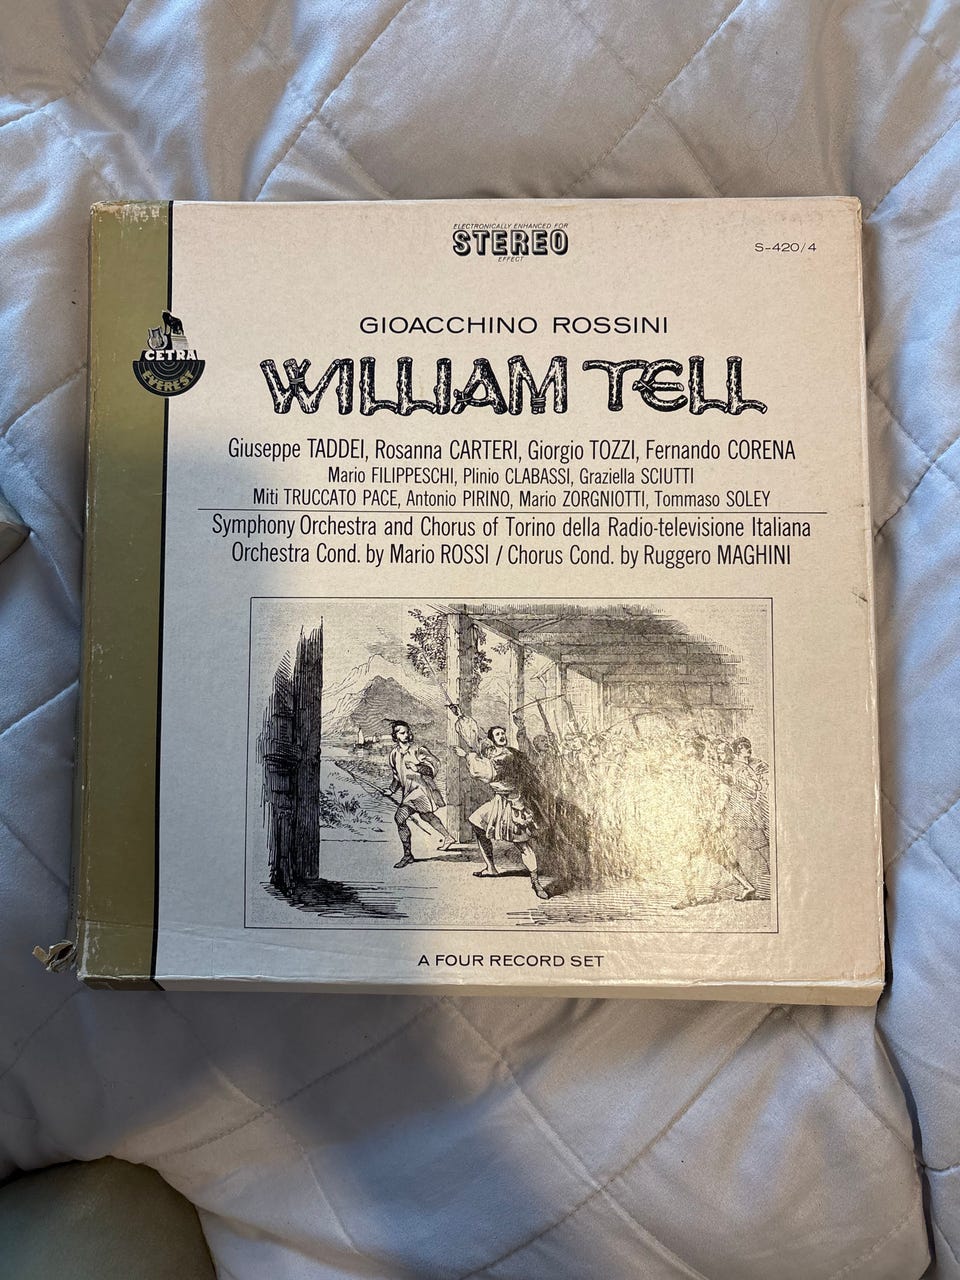 ELECTRONICALLY ENHANCED FOR
STEREO
EFFECT
S-420/4
GIOACCHINO ROSSINI
CETRA
EVEREST
WILLIAM TELL
Giuseppe TADDEI, Rosanna CARTERI, Giorgio TOZZI, Fernando CORENA
Mario FILIPPESCHI, Plinio CLABASSI, Graziella SCIUTTI
Miti TRUCCATO PACE, Antonio PIRINO, Mario ZORGNIOTTI, Tommaso SOLEY
Symphony Orchestra and Chorus of Torino della Radio-televisione Italiana
Orchestra Cond. by Mario ROSSI / Chorus Cond. by Ruggero MAGHINI
A FOUR RECORD SET